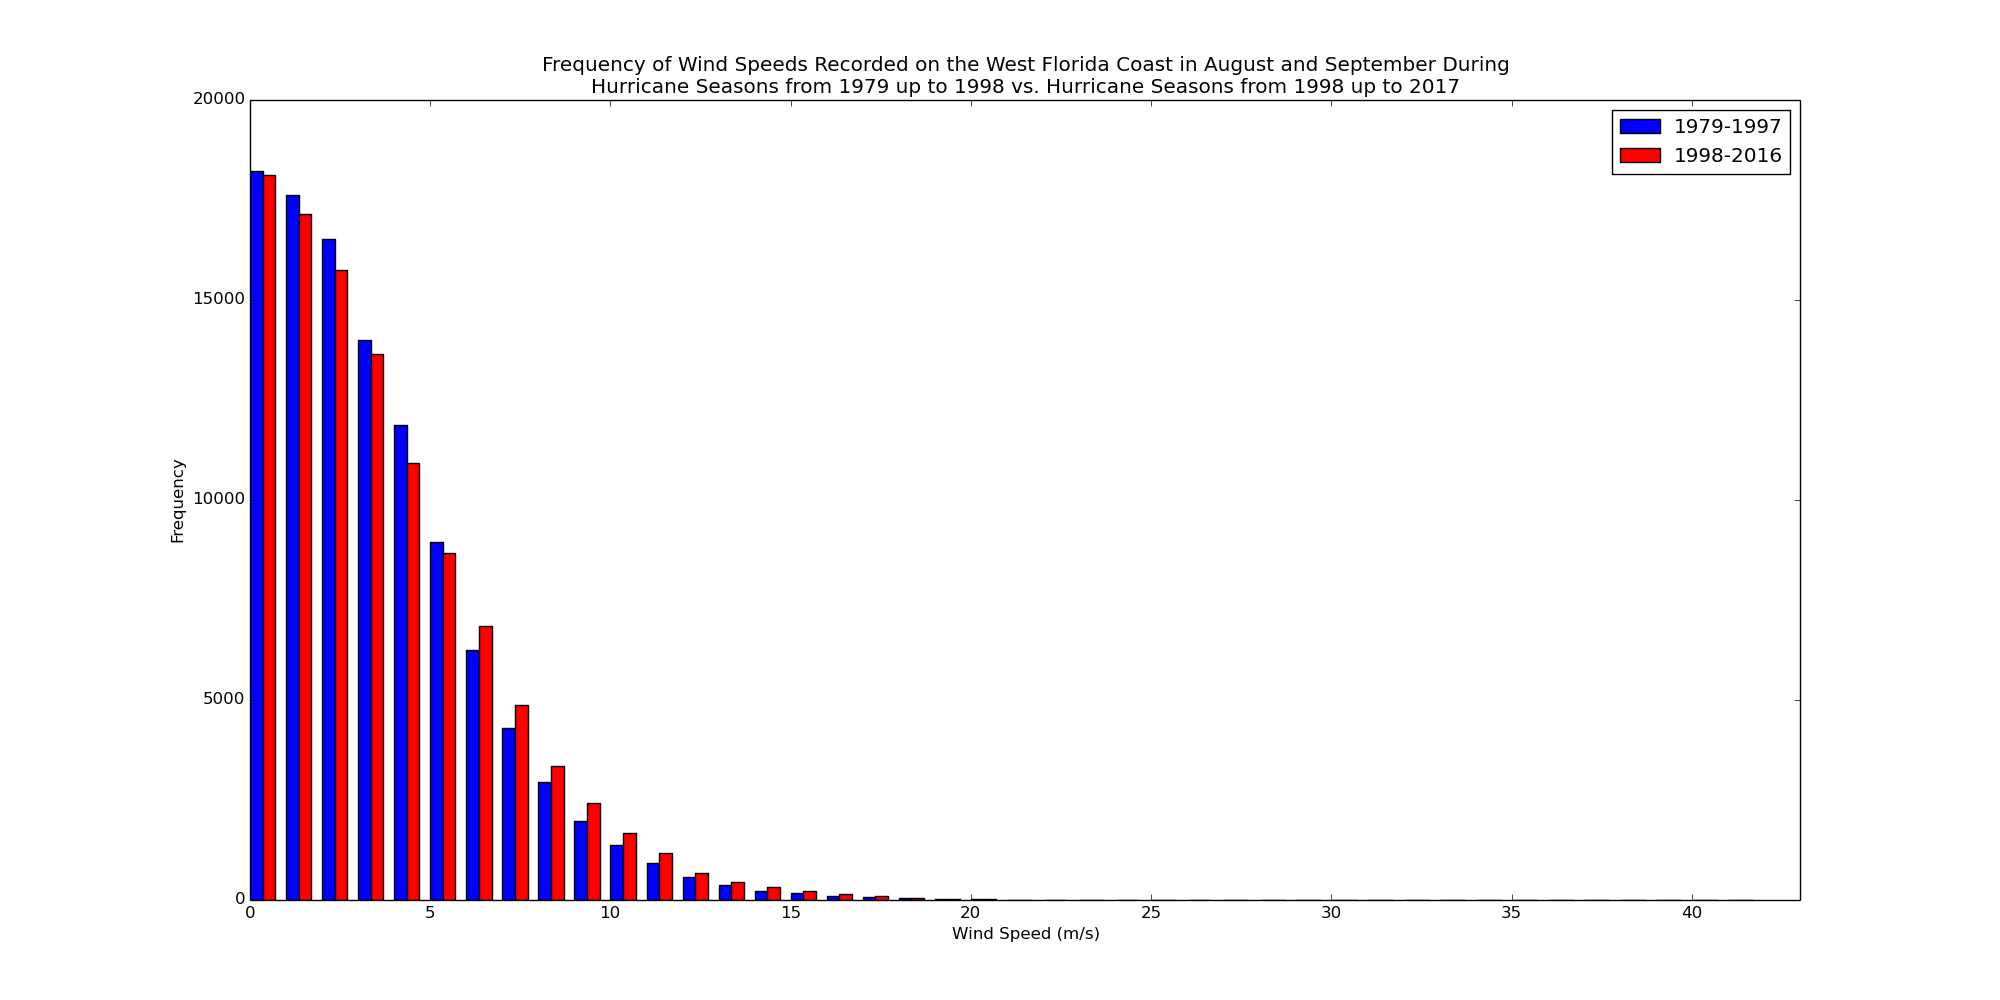 Frequency of Wind Speeds Recorded on the West Florida Coast in August and September During
Hurricane Seasons from 1979 up to 1998 vs. Hurricane Seasons from 1998 up to 2017
1979-1997
1998-2016
20000
15000
10000
5000
0
Frequency
0 5 10 15 20 25 30 35 40
Wind Speed (m/s)